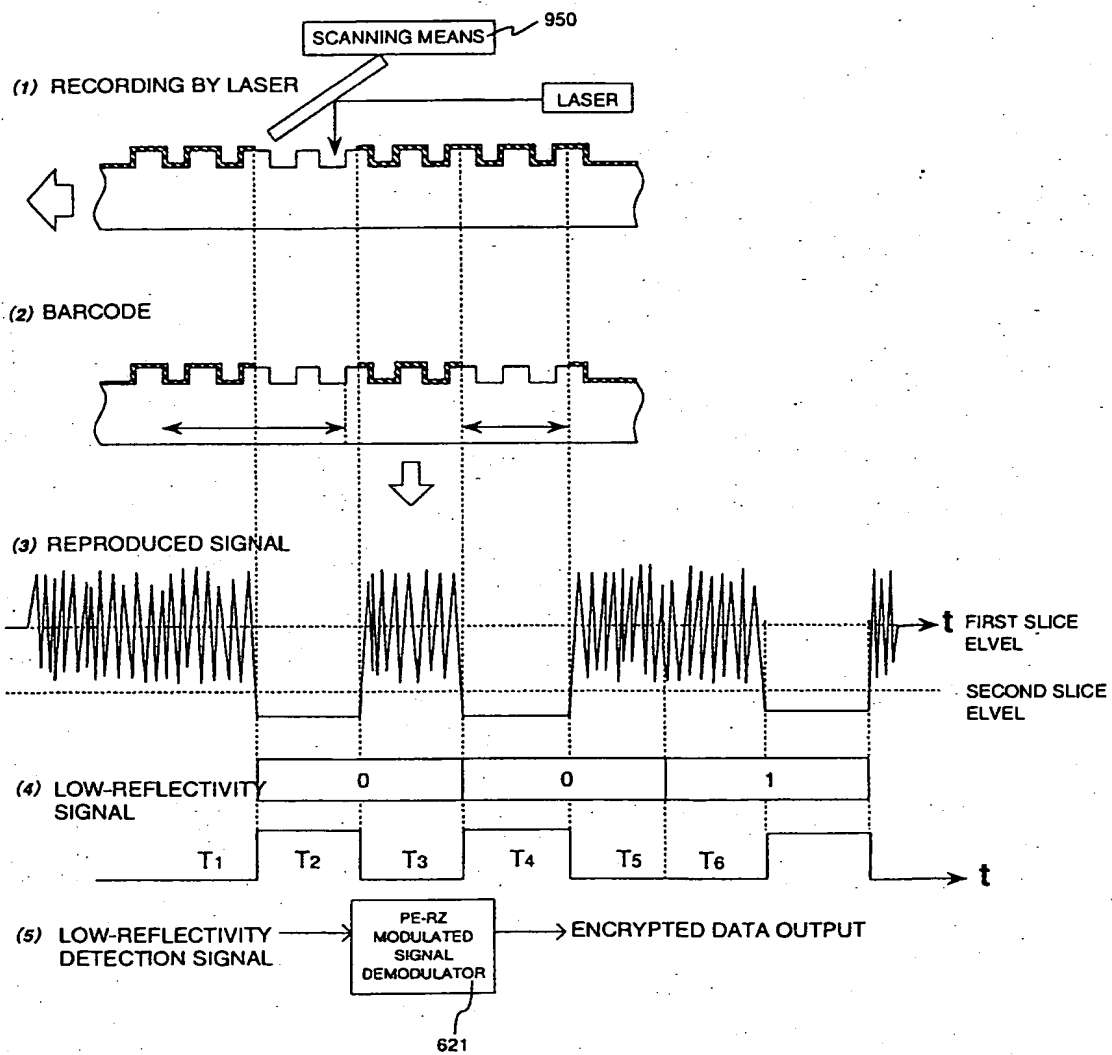 950
SCANNING MEANS
(1) RECORDING BY LASER
LASER
(2) BARCODE
(3) REPRODUCED SIGNAL
t
FIRST SLICE
ELVEL
SECOND SLICE
ELVEL
(4) LOW-REFLECTIVITY
SIGNAL
0 0 1
T1 T2 T3 T4 T5 T6
t
(5) LOW-REFLECTIVITY
DETECTION SIGNAL
PE-RZ
MODULATED
SIGNAL
DEMODULATOR
ENCRYPTED DATA OUTPUT
621